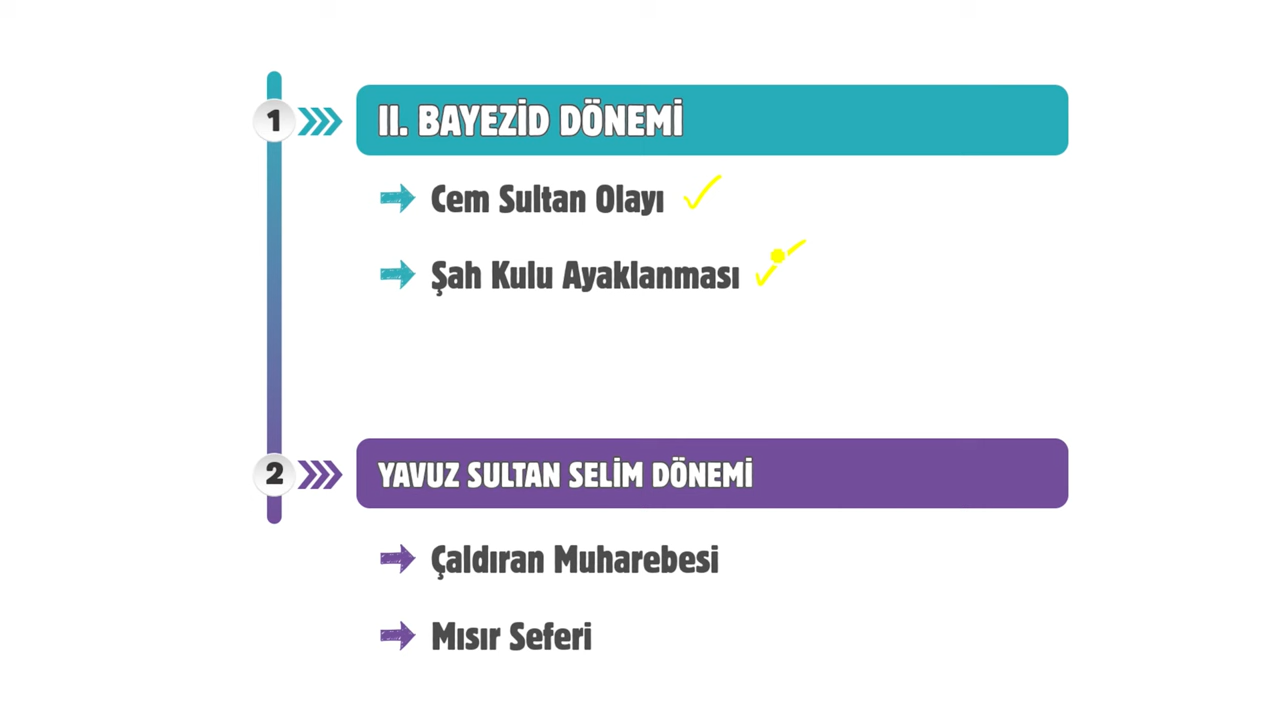 1
II. BAYEZİD DÖNEMİ
Cem Sultan Olayı
Şah Kulu Ayaklanması
2
YAVUZ SULTAN SELİM DÖNEMİ
Çaldıran Muharebesi
Mısır Seferi